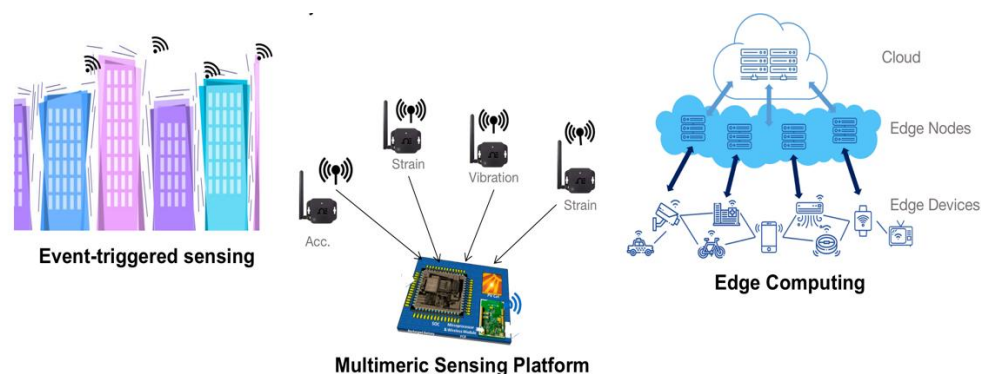 Event-triggered sensing
Acc.
Strain
Vibration
Strain
Multimeric Sensing Platform
Cloud
Edge Nodes
Edge Devices
Edge Computing